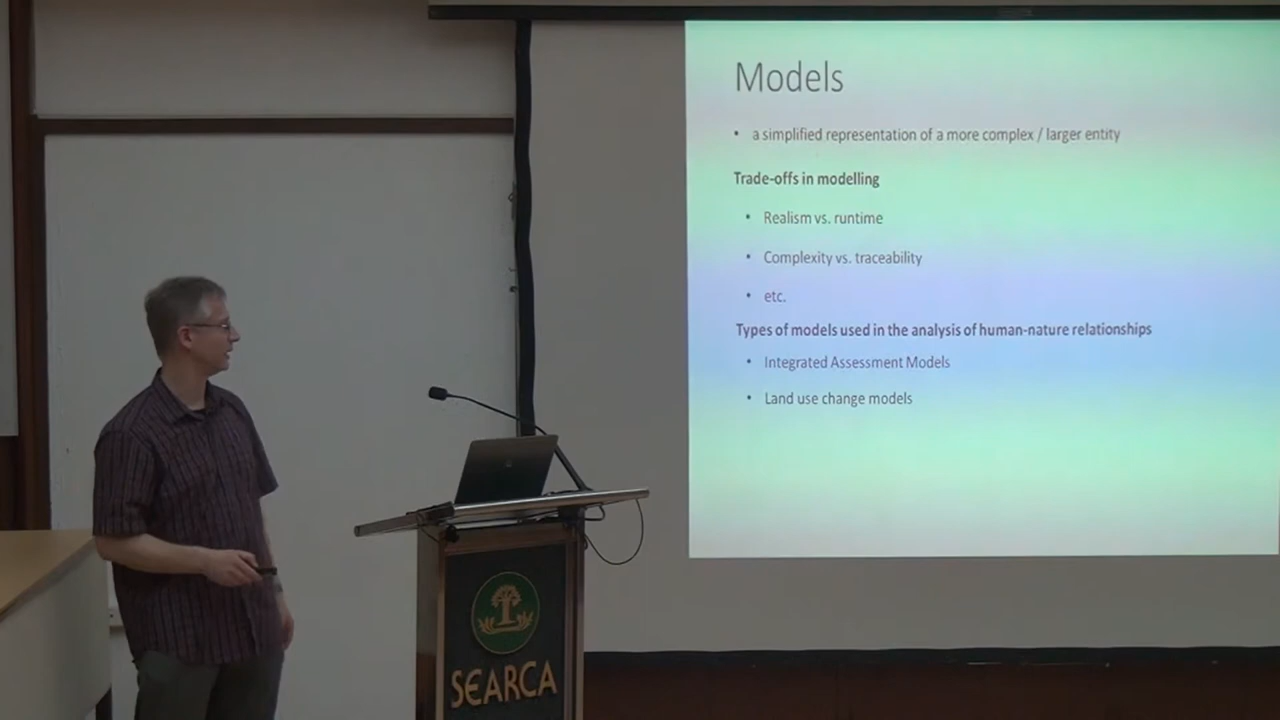 Models
• a simplified representation of a more complex / larger entity
Trade-offs in modelling
• Realism vs. runtime
• Complexity vs. traceability
• etc.
Types of models used in the analysis of human-nature relationships
• Integrated Assessment Models
• Land use change models
SEARCA